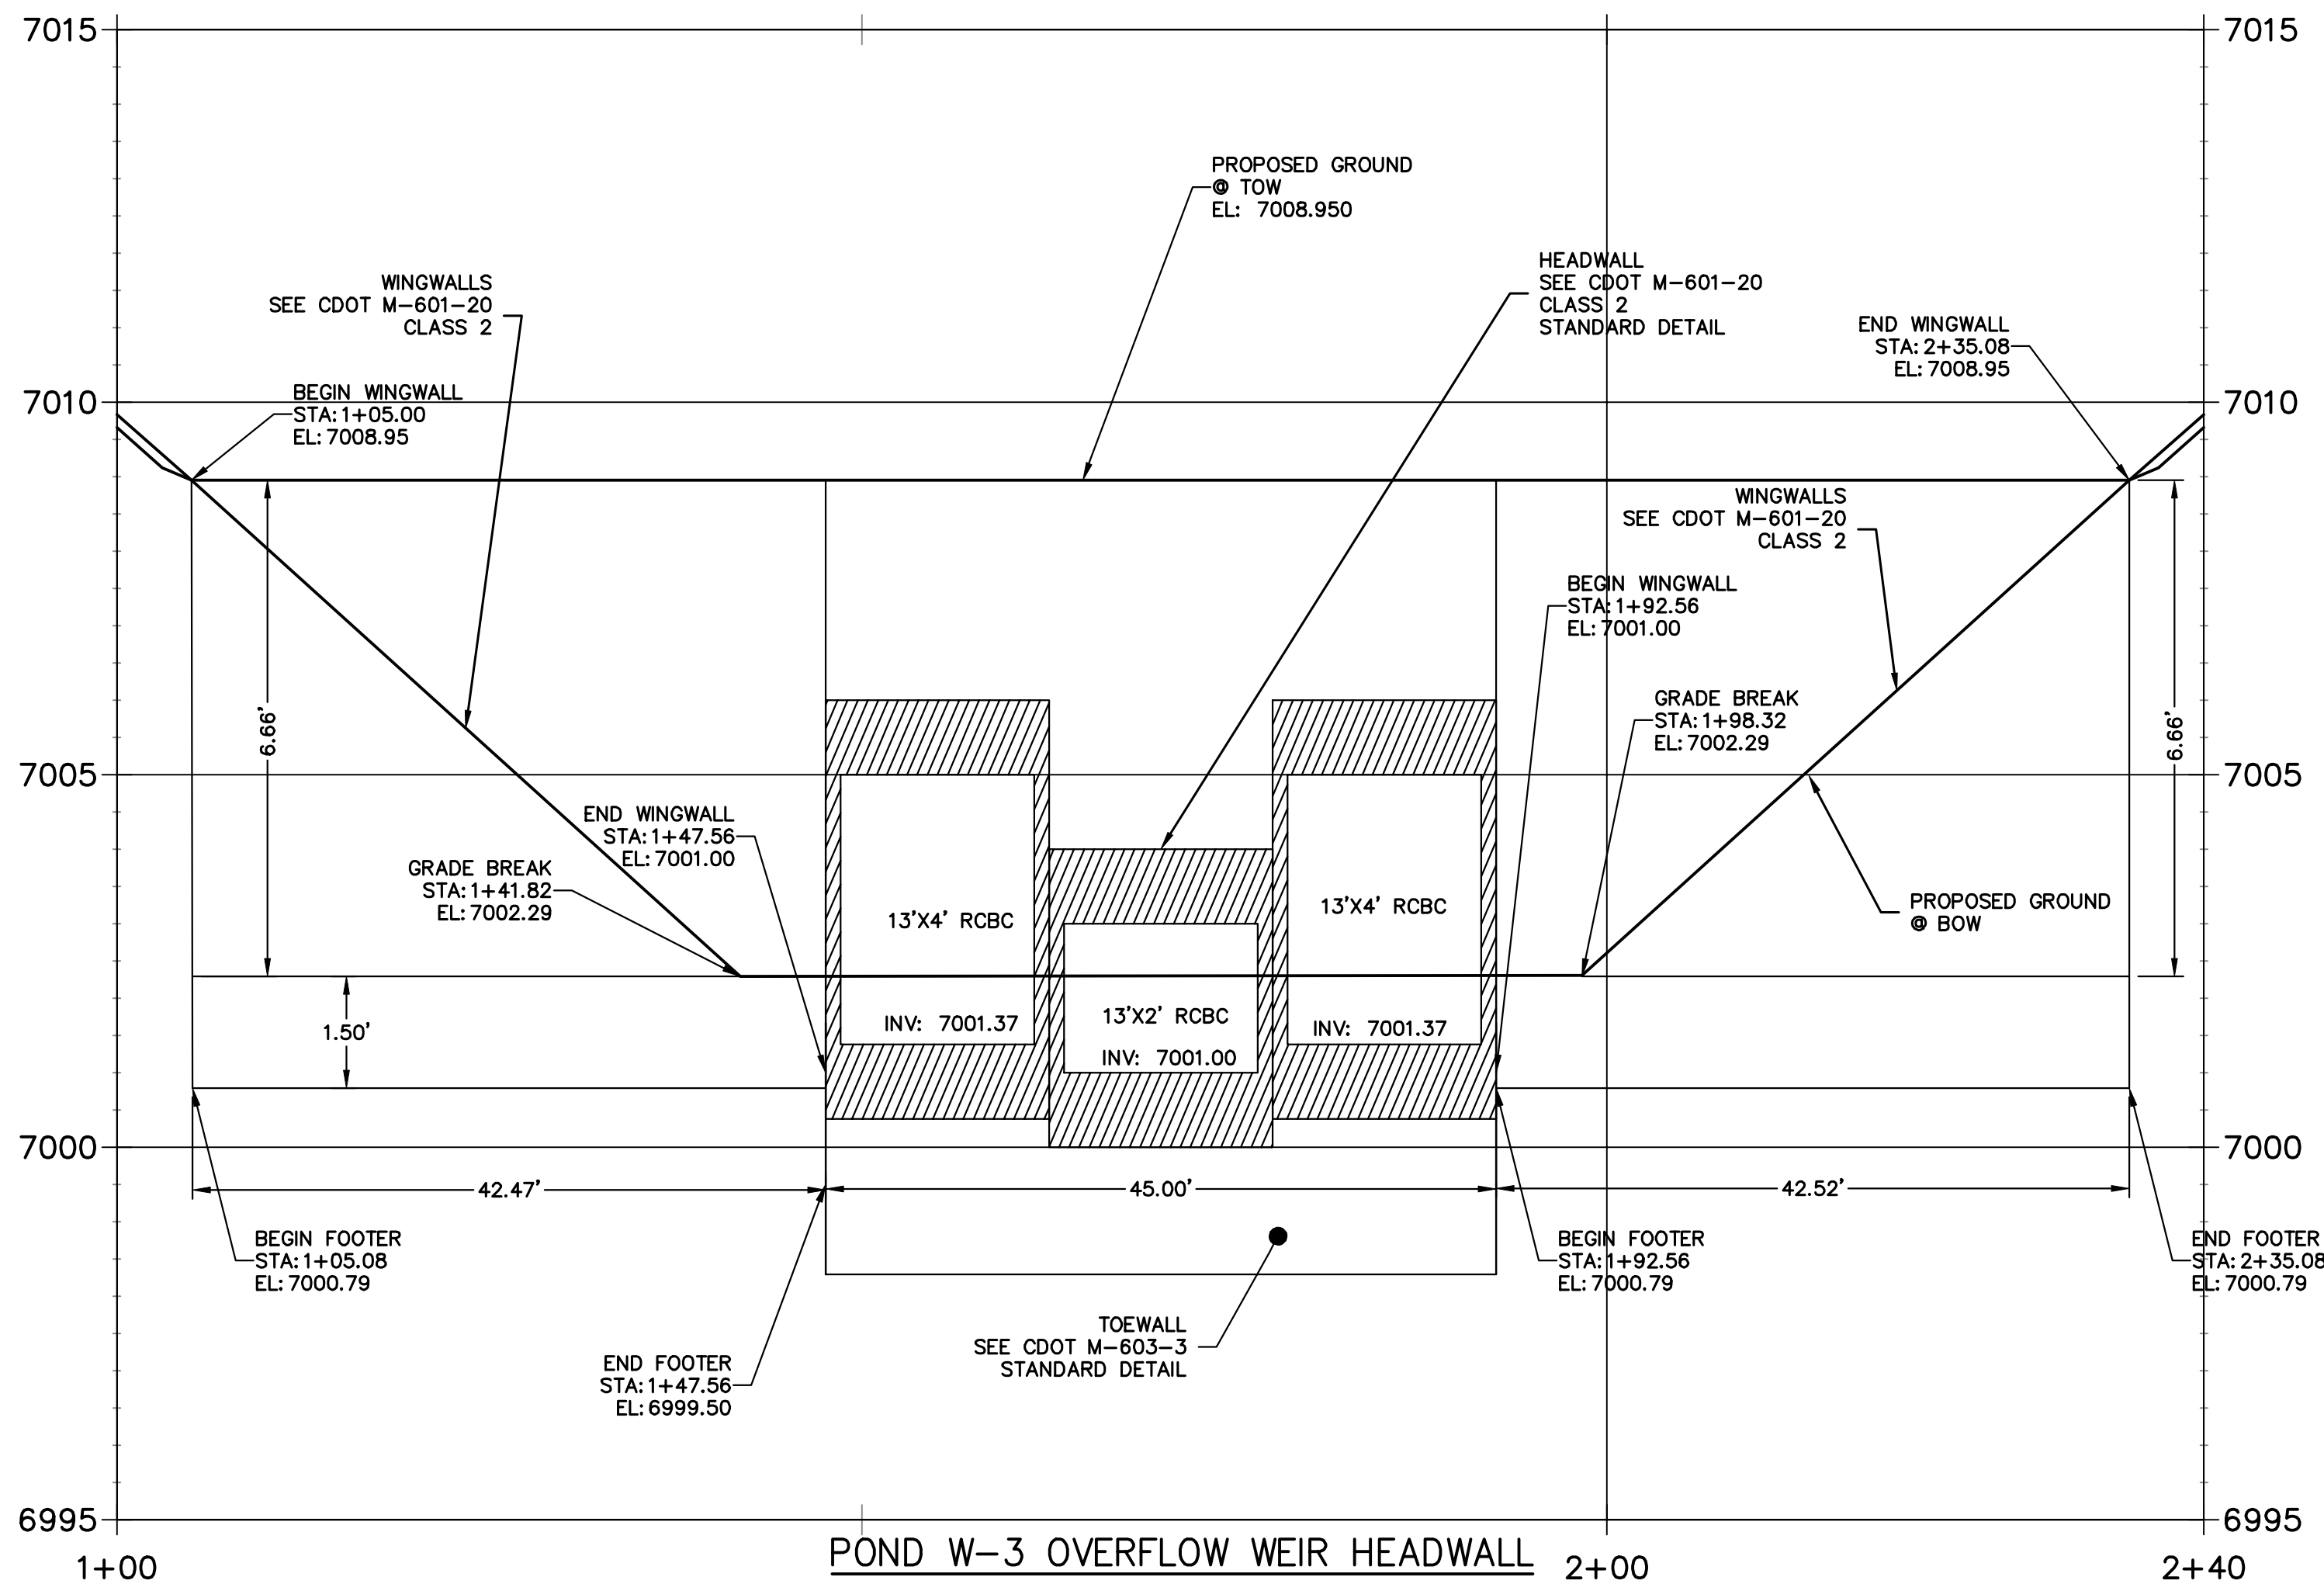 7015
7015
PROPOSED GROUND
@ TOW
EL: 7008.950
HEADWALL
SEE CDOT M-601-20
CLASS 2
STANDARD DETAIL
WINGWALLS
SEE CDOT M-601-20
CLASS 2
END WINGWALL
STA: 2+35.08
EL: 7008.95
BEGIN WINGWALL
STA: 1+05.00
EL: 7008.95
7010
7010
WINGWALLS
SEE CDOT M-601-20
CLASS 2
BEGIN WINGWALL
STA: 1+92.56
EL: 7001.00
GRADE BREAK
STA: 1+98.32
EL: 7002.29
6.66'
6.66'
7005
7005
END WINGWALL
STA: 1+47.56
EL: 7001.00
GRADE BREAK
STA: 1+41.82
EL: 7002.29
13'X4' RCBC
13'X4' RCBC
PROPOSED GROUND
@ BOW
13'X2' RCBC
INV: 7001.37
INV: 7001.37
INV: 7001.00
1.50'
7000
7000
42.47'
45.00'
42.52'
BEGIN FOOTER
STA: 1+05.08
EL: 7000.79
BEGIN FOOTER
STA: 1+92.56
EL: 7000.79
END FOOTER
STA: 2+35.08
EL: 7000.79
TOEWALL
SEE CDOT M-603-3
STANDARD DETAIL
END FOOTER
STA: 1+47.56
EL: 6999.50
6995
6995
POND W-3 OVERFLOW WEIR HEADWALL
1+00
2+00
2+40